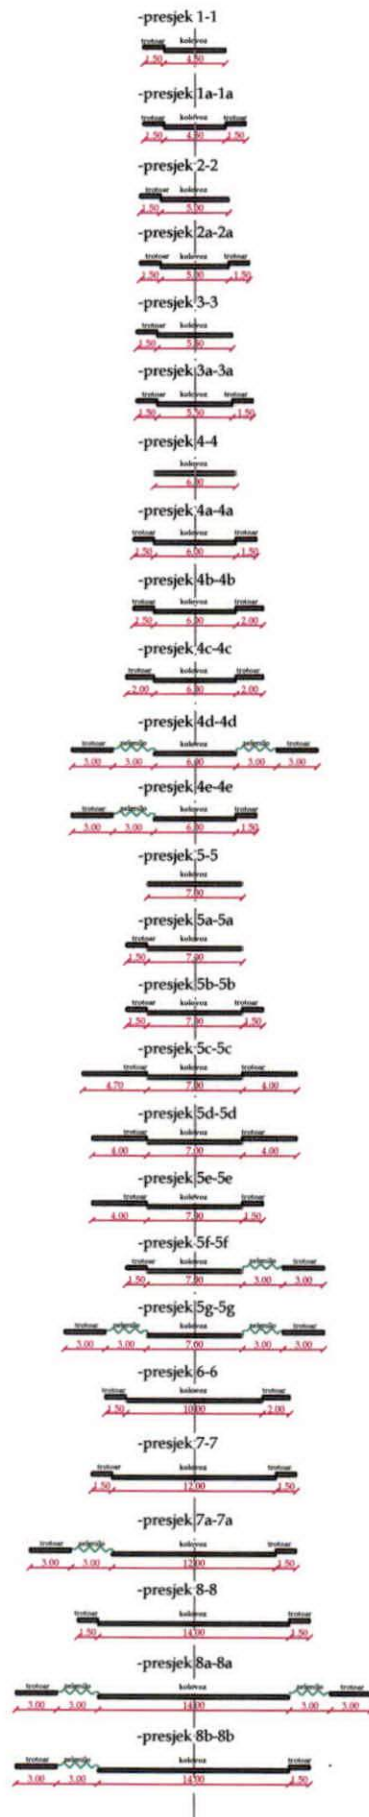 -presjek 1-1
trotoar kolovoz
1.50 4.50
-presjek 1a-1a
trotoar kolovoz trotoar
1.50 4.50 1.50
-presjek 2-2
trotoar kolovoz
1.50 5.00
-presjek 2a-2a
trotoar kolovoz trotoar
1.50 5.00 1.50
-presjek 3-3
trotoar kolovoz
1.50 5.50
-presjek 3a-3a
trotoar kolovoz trotoar
1.50 5.50 1.50
-presjek 4-4
kolovoz
6.00
-presjek 4a-4a
trotoar kolovoz trotoar
1.50 6.00 1.50
-presjek 4b-4b
trotoar kolovoz trotoar
1.50 6.00 2.00
-presjek 4c-4c
trotoar kolovoz trotoar
2.00 6.00 2.00
-presjek 4d-4d
trotoar zelenilo kolovoz zelenilo trotoar
3.00 3.00 6.00 3.00 3.00
-presjek 4e-4e
trotoar zelenilo kolovoz trotoar
3.00 3.00 6.00 1.50
-presjek 5-5
kolovoz
7.00
-presjek 5a-5a
trotoar kolovoz
1.50 7.00
-presjek 5b-5b
trotoar kolovoz trotoar
1.50 7.00 1.50
-presjek 5c-5c
trotoar kolovoz trotoar
4.70 7.00 4.00
-presjek 5d-5d
trotoar kolovoz trotoar
4.00 7.00 4.00
-presjek 5e-5e
trotoar kolovoz trotoar
4.00 7.00 1.50
-presjek 5f-5f
trotoar kolovoz zelenilo trotoar
1.50 7.00 3.00 3.00
-presjek 5g-5g
trotoar zelenilo kolovoz zelenilo trotoar
3.00 3.00 7.00 3.00 3.00
-presjek 6-6
trotoar kolovoz trotoar
1.50 10.00 2.00
-presjek 7-7
trotoar kolovoz trotoar
1.50 12.00 1.50
-presjek 7a-7a
trotoar zelenilo kolovoz trotoar
3.00 3.00 12.00 1.50
-presjek 8-8
trotoar kolovoz trotoar
1.50 14.00 1.50
-presjek 8a-8a
trotoar zelenilo kolovoz zelenilo trotoar
3.00 3.00 14.00 3.00 3.00
-presjek 8b-8b
trotoar zelenilo kolovoz trotoar
3.00 3.00 14.00 1.50